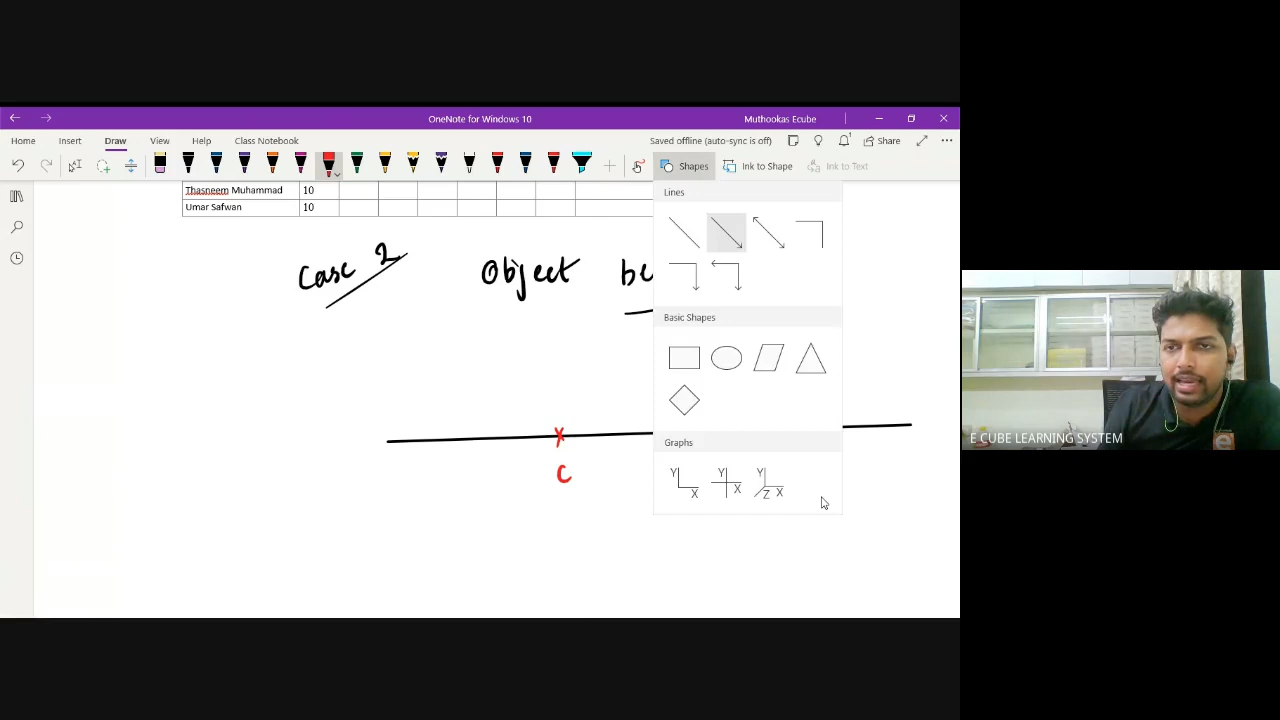 OneNote for Windows 10
Muthookas Ecube
Home Insert Draw View Help Class Notebook
Saved offline (auto-sync is off)
Share
Shapes Ink to Shape Ink to Text
Lines
Thasneem Muhammad 10
Umar Safwan 10
Case 2 Object
Basic Shapes
Graphs
Y X Y X Y Z X
C
E CUBE LEARNING SYSTEM